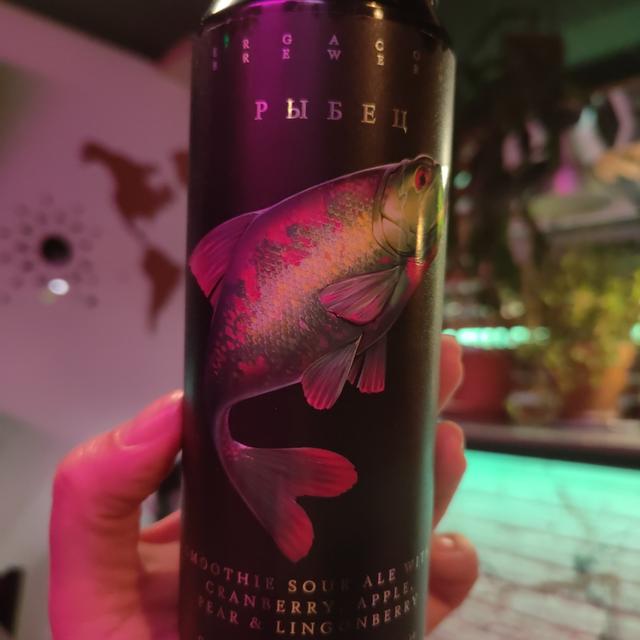 РЫБЕЦ
SMOOTHIE SOUR ALE WITH
CRANBERRY, APPLE,
PEAR & LINGONBERRY